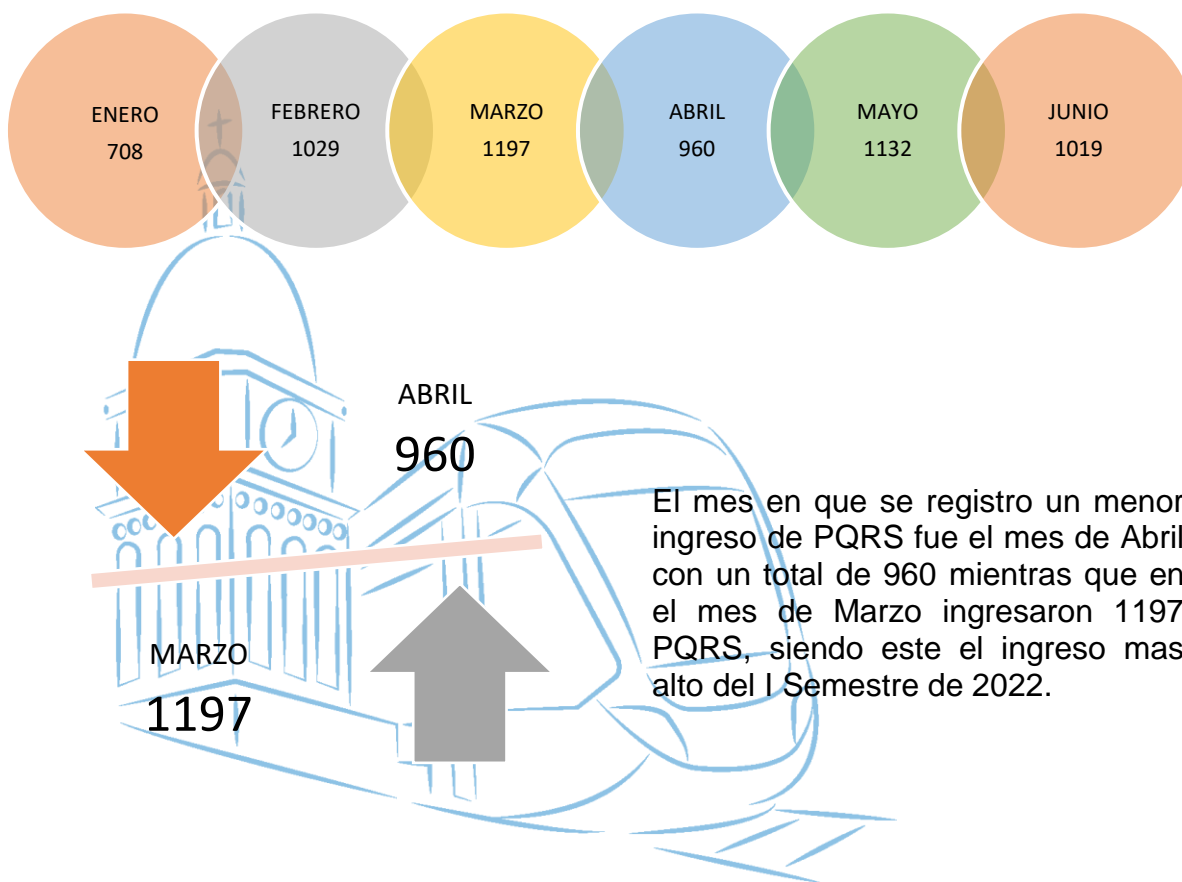 ENERO
708
FEBRERO
1029
MARZO
1197
ABRIL
960
MAYO
1132
JUNIO
1019
ABRIL
960
MARZO
1197
El mes en que se registro un menor
ingreso de PQRS fue el mes de Abril
con un total de 960 mientras que en
el mes de Marzo ingresaron 1197
PQRS, siendo este el ingreso mas
alto del I Semestre de 2022.